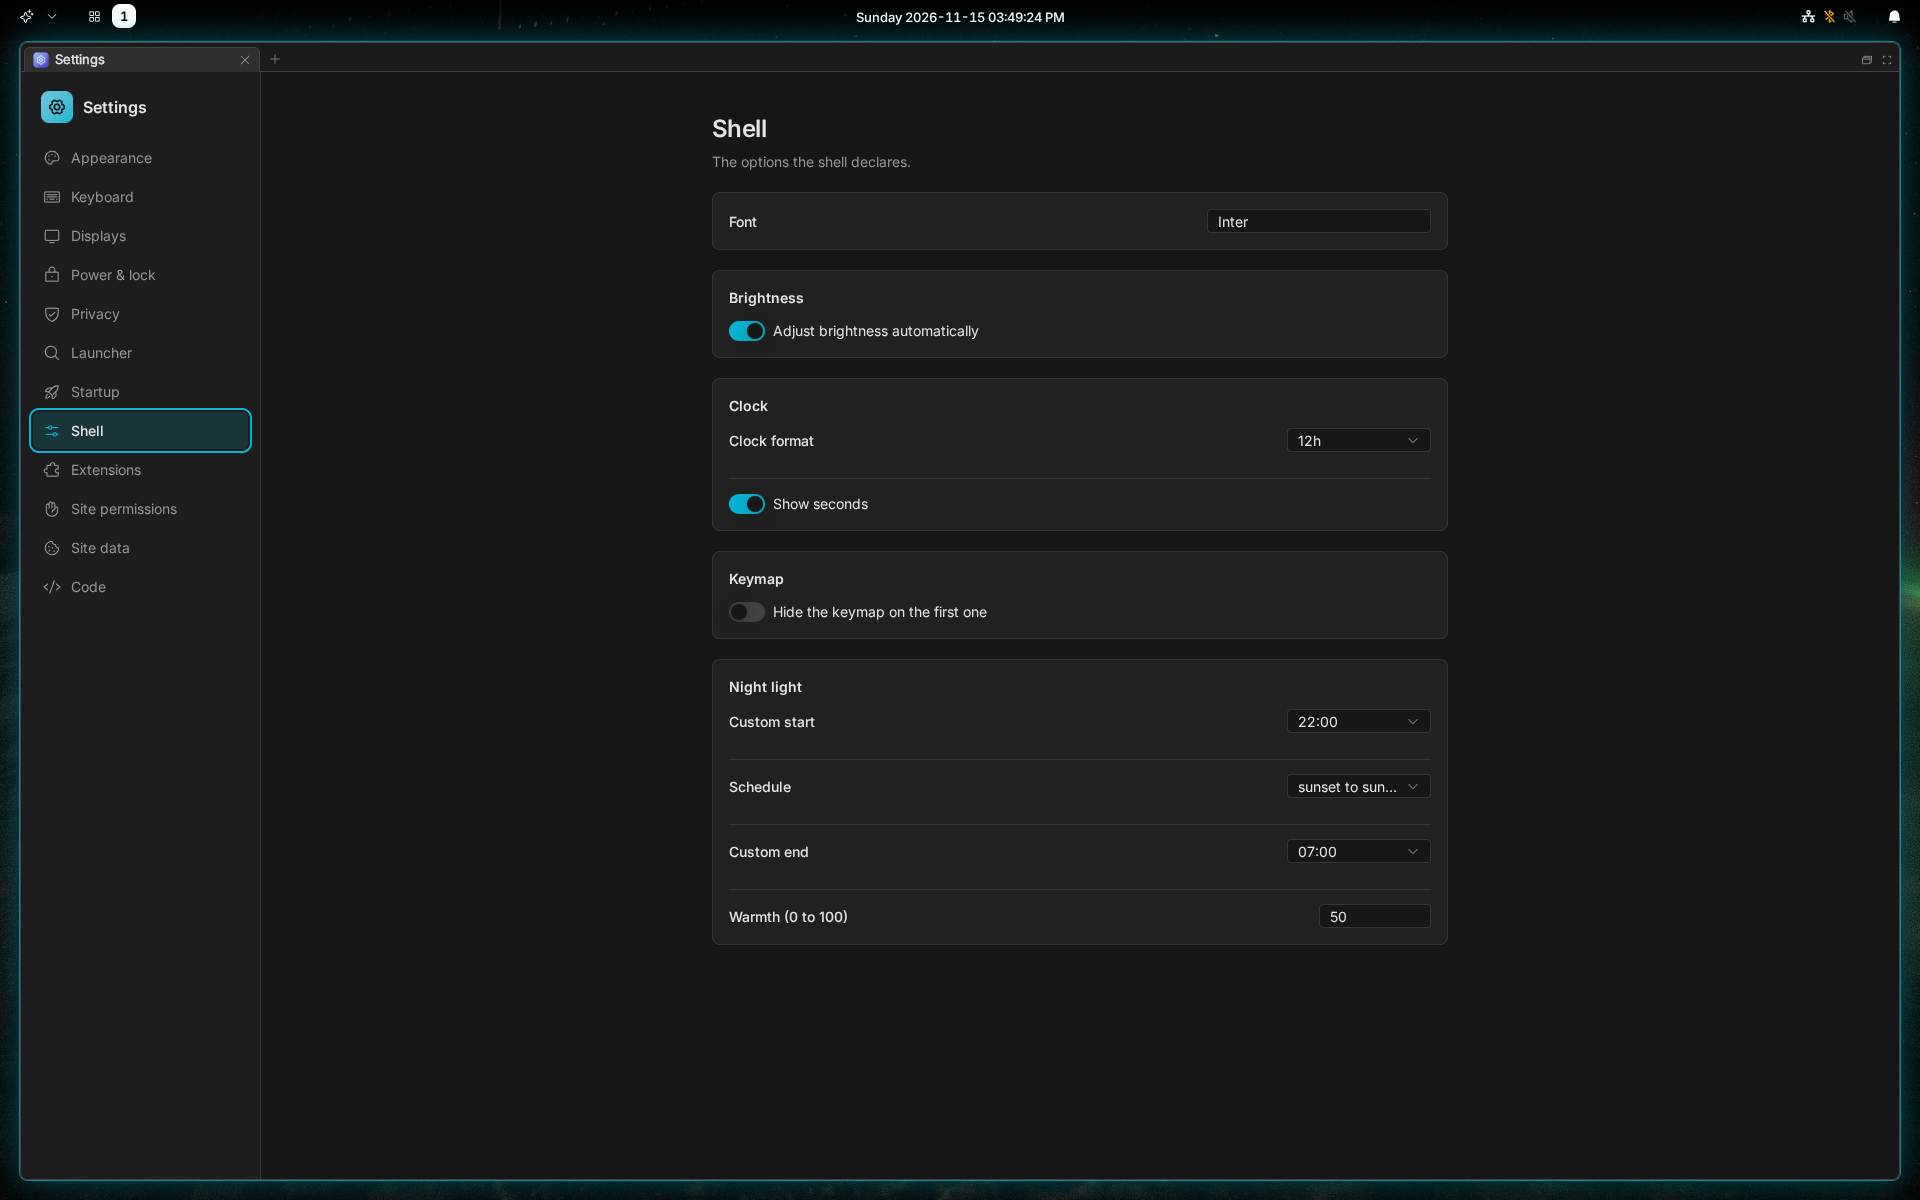 1
Sunday 2026-11-15 03:49:24 PM
Settings
Settings
Appearance
Keyboard
Displays
Power & lock
Privacy
Launcher
Startup
Shell
Extensions
Site permissions
Site data
Code
Shell
The options the shell declares.
Font
Inter
Brightness
Adjust brightness automatically
Clock
Clock format
12h
Show seconds
Keymap
Hide the keymap on the first one
Night light
Custom start
22:00
Schedule
sunset to sun...
Custom end
07:00
Warmth (0 to 100)
50